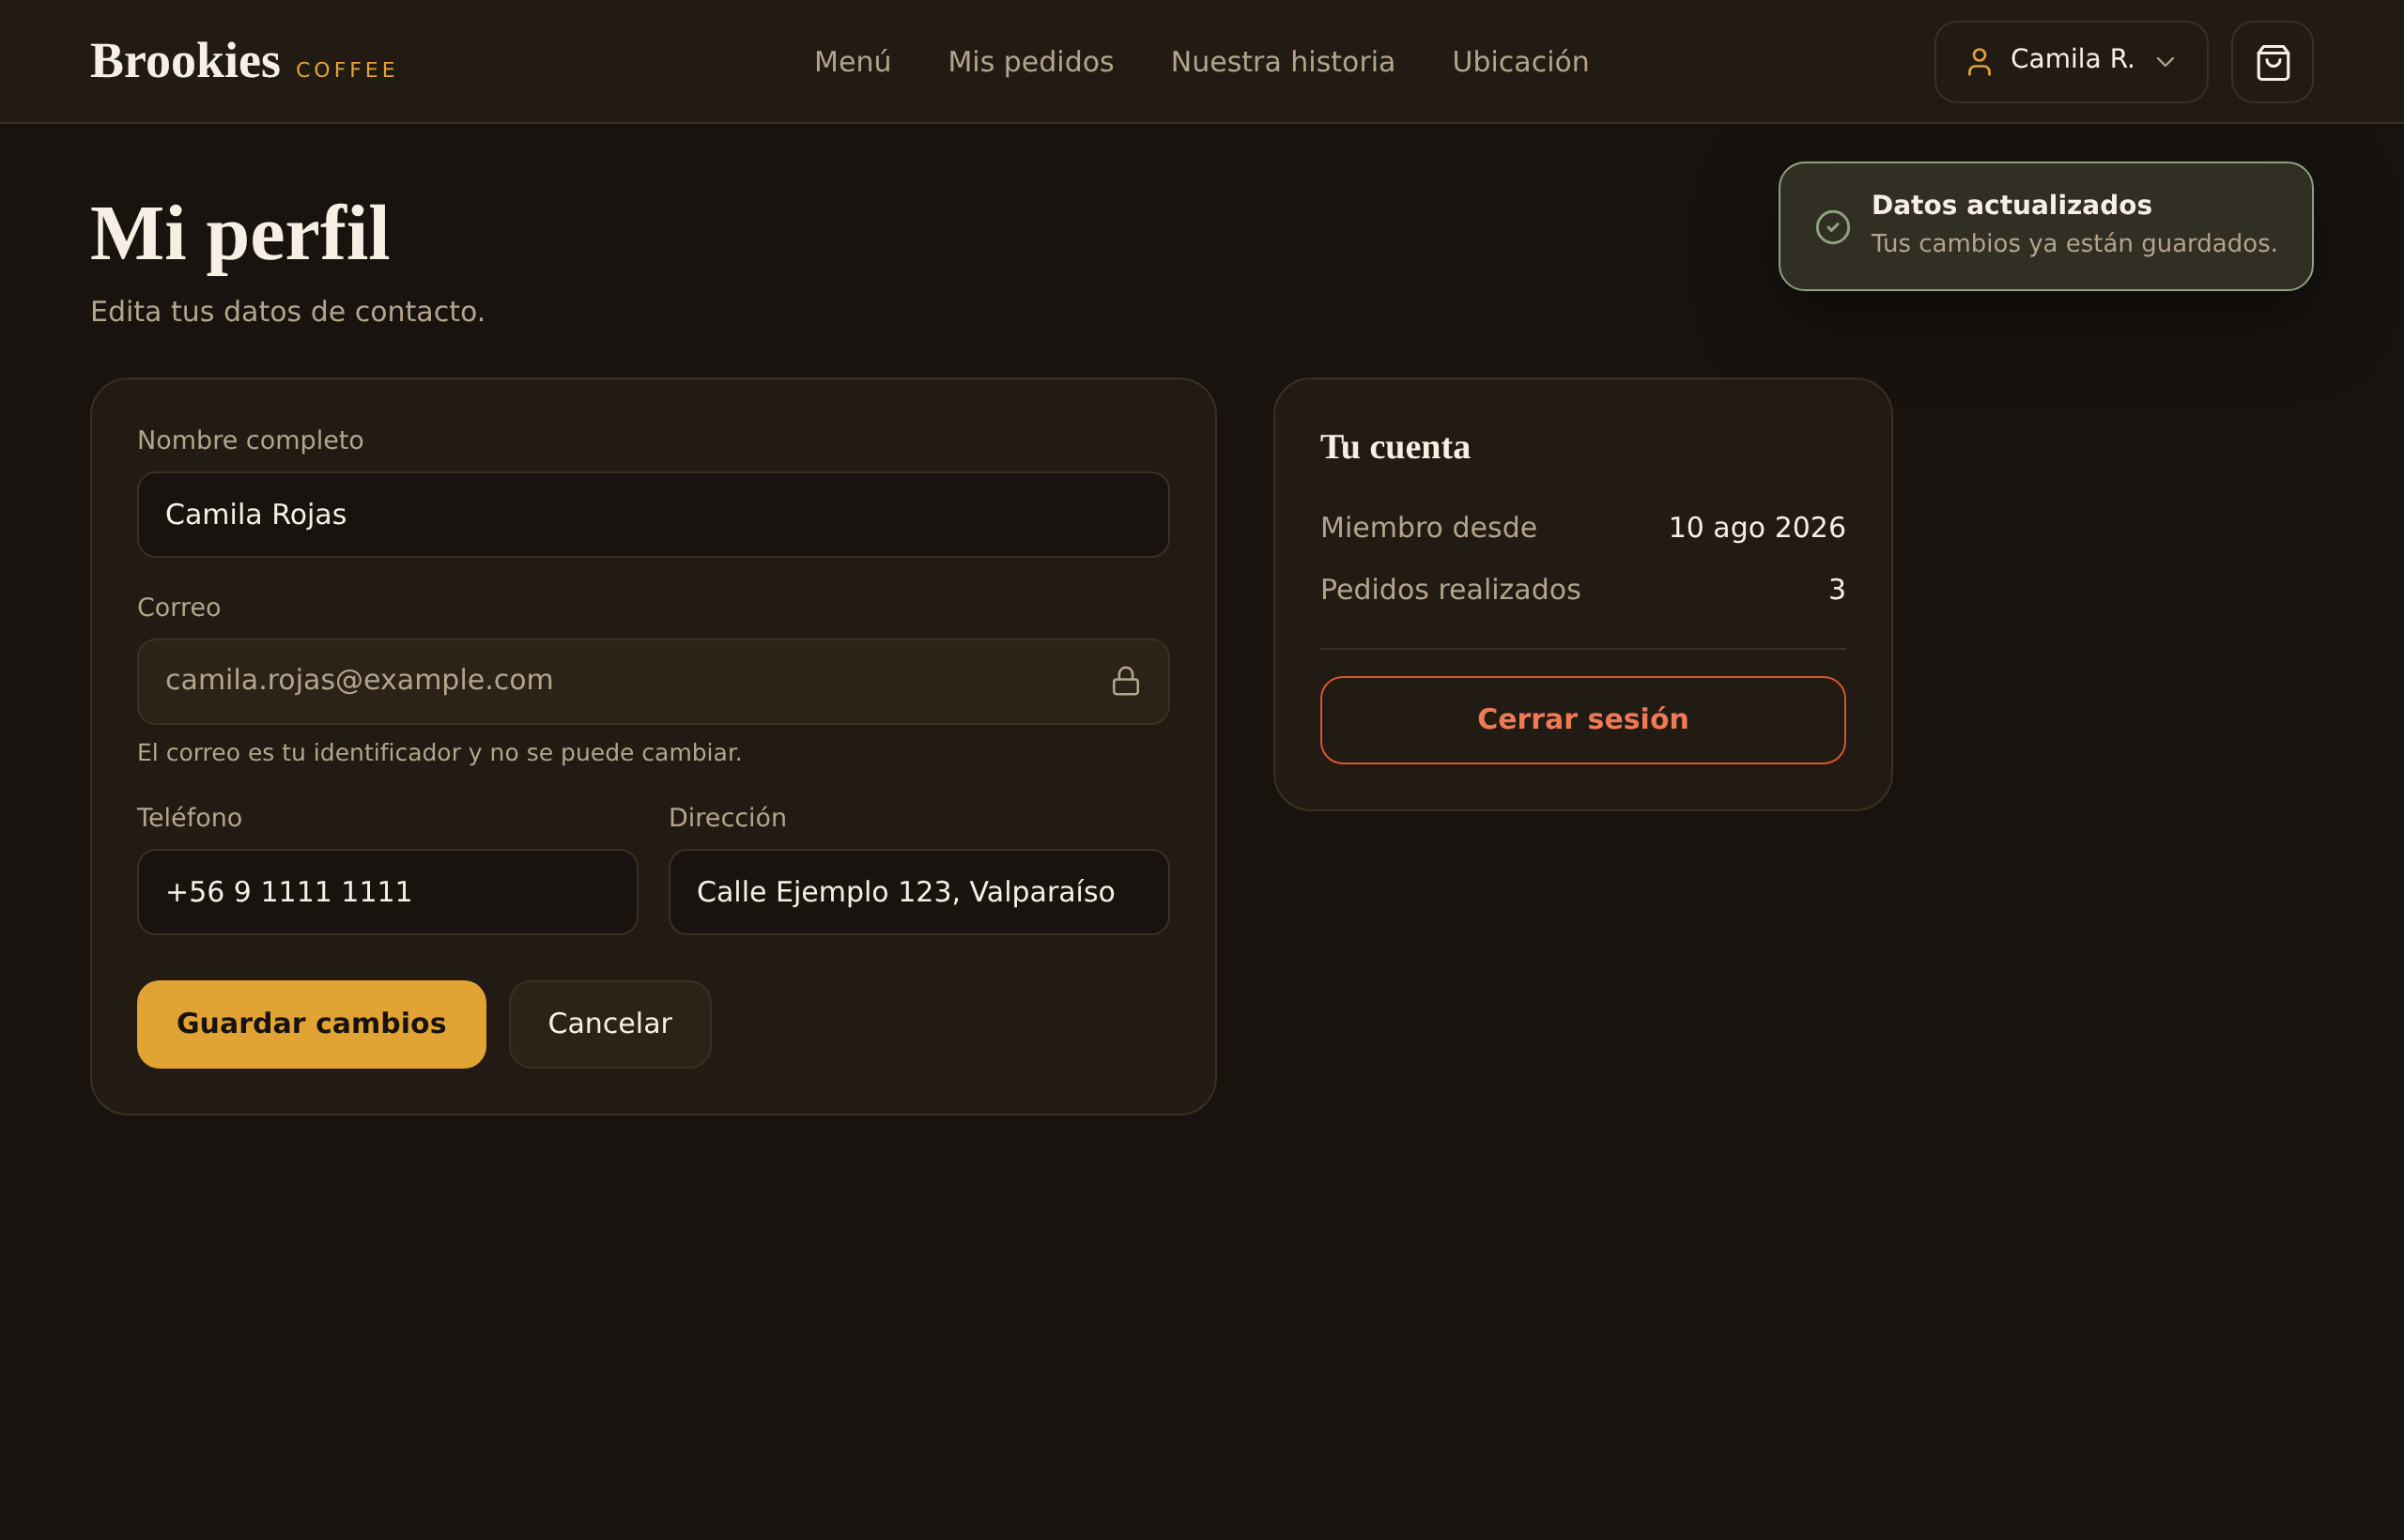 Brookies COFFEE
Menú
Mis pedidos
Nuestra historia
Ubicación
Camila R.
Datos actualizados
Tus cambios ya están guardados.
Mi perfil
Edita tus datos de contacto.
Nombre completo
Camila Rojas
Correo
camila.rojas@example.com
El correo es tu identificador y no se puede cambiar.
Teléfono
+56 9 1111 1111
Dirección
Calle Ejemplo 123, Valparaíso
Guardar cambios
Cancelar
Tu cuenta
Miembro desde 10 ago 2026
Pedidos realizados 3
Cerrar sesión